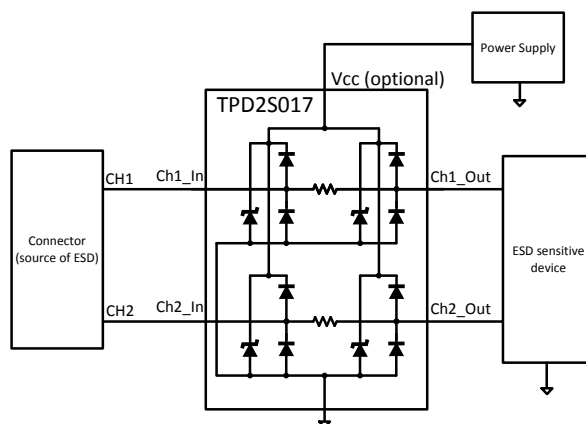 Power Supply
Vcc (optional)
TPD2S017
CH1
Ch1_In
Ch1_Out
Connector
(source of ESD)
ESD sensitive
device
CH2
Ch2_In
Ch2_Out